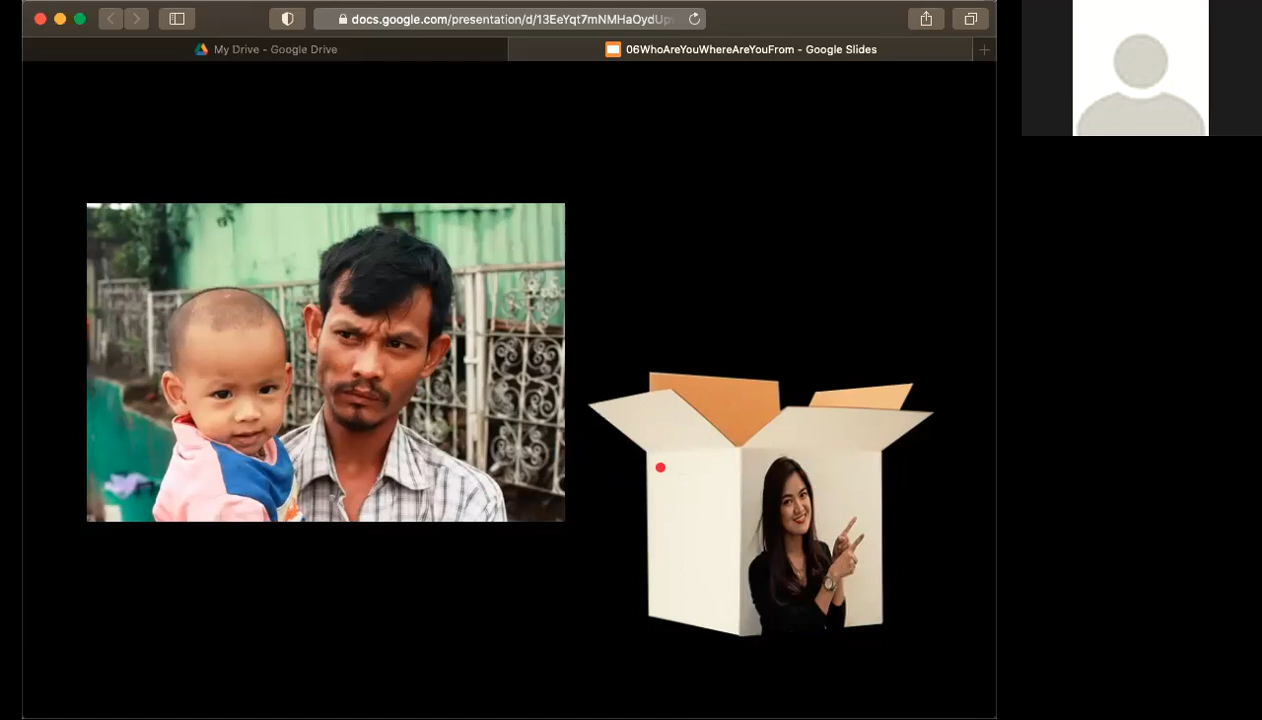 docs.google.com/presentation/d/13EeYqt7mNMHaOydUp
My Drive - Google Drive
06WhoAreYouWhereAreYouFrom - Google Slides